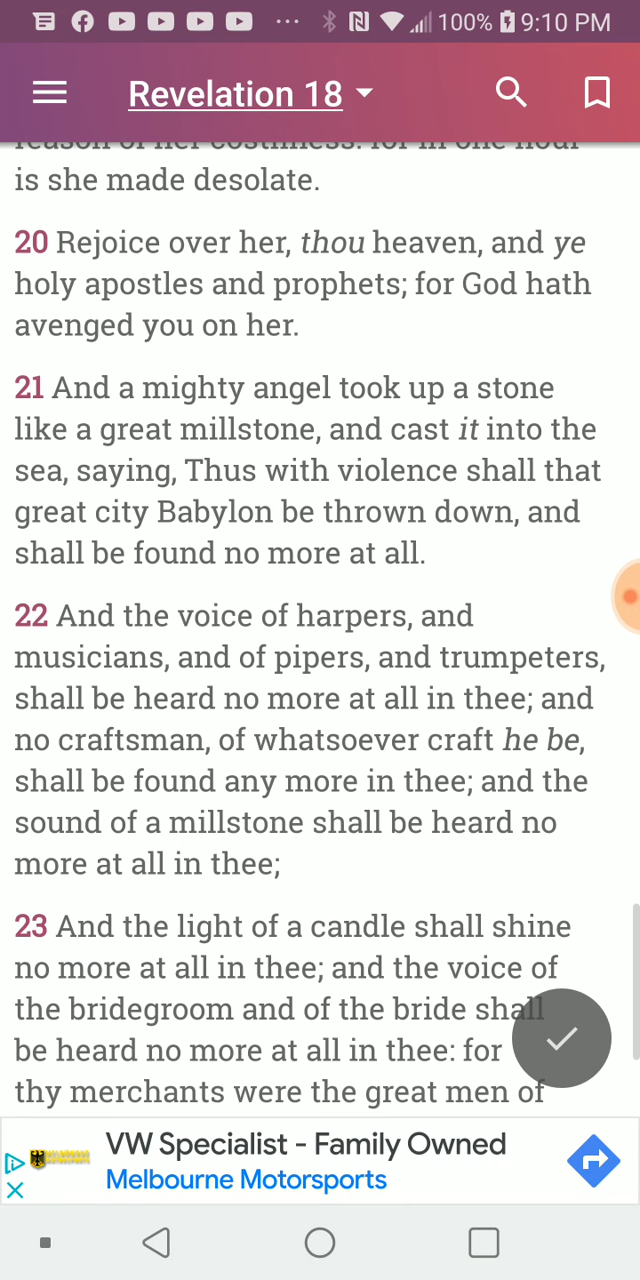 100% 9:10 PM
Revelation 18
reason of her costliness: for in one hour
is she made desolate.
20 Rejoice over her, thou heaven, and ye
holy apostles and prophets; for God hath
avenged you on her.
21 And a mighty angel took up a stone
like a great millstone, and cast it into the
sea, saying, Thus with violence shall that
great city Babylon be thrown down, and
shall be found no more at all.
22 And the voice of harpers, and
musicians, and of pipers, and trumpeters,
shall be heard no more at all in thee; and
no craftsman, of whatsoever craft he be,
shall be found any more in thee; and the
sound of a millstone shall be heard no
more at all in thee;
23 And the light of a candle shall shine
no more at all in thee; and the voice of
the bridegroom and of the bride shall
be heard no more at all in thee: for
thy merchants were the great men of
VW Specialist - Family Owned
Melbourne Motorsports